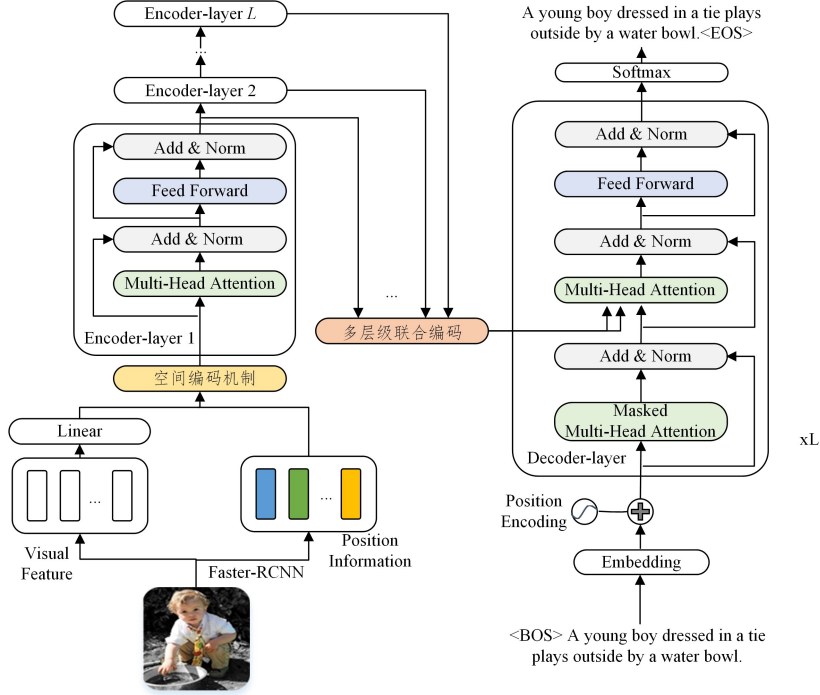 Encoder-layer L
...
Encoder-layer 2
Add & Norm
Feed Forward
Add & Norm
Multi-Head Attention
Encoder-layer 1
空间编码机制
Linear
...
Visual
Feature
...
Position
Information
Faster-RCNN
...
多层级联合编码
A young boy dressed in a tie plays
outside by a water bowl.<EOS>
Softmax
Add & Norm
Feed Forward
Add & Norm
Multi-Head Attention
Add & Norm
Masked
Multi-Head Attention
Decoder-layer
xL
Position
Encoding
Embedding
<BOS> A young boy dressed in a tie
plays outside by a water bowl.